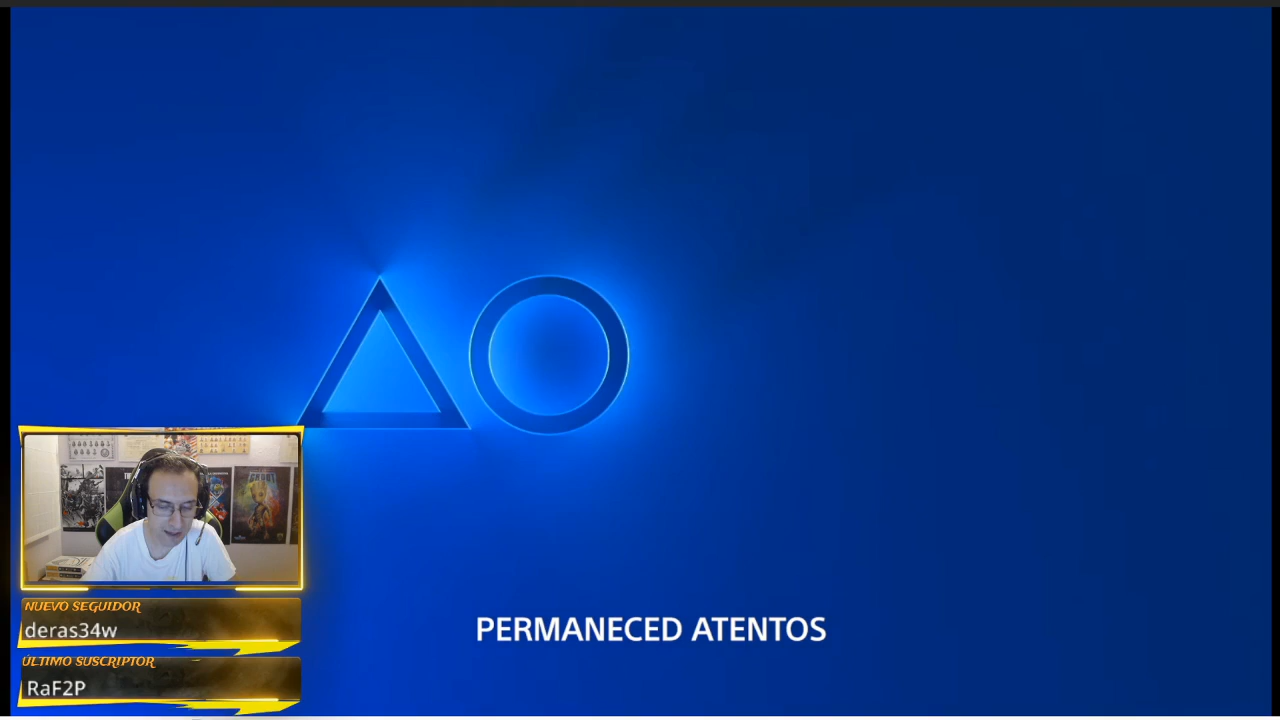 PERMANECED ATENTOS
NUEVO SEGUIDOR
deras34w
ÚLTIMO SUSCRIPTOR
RaF2P